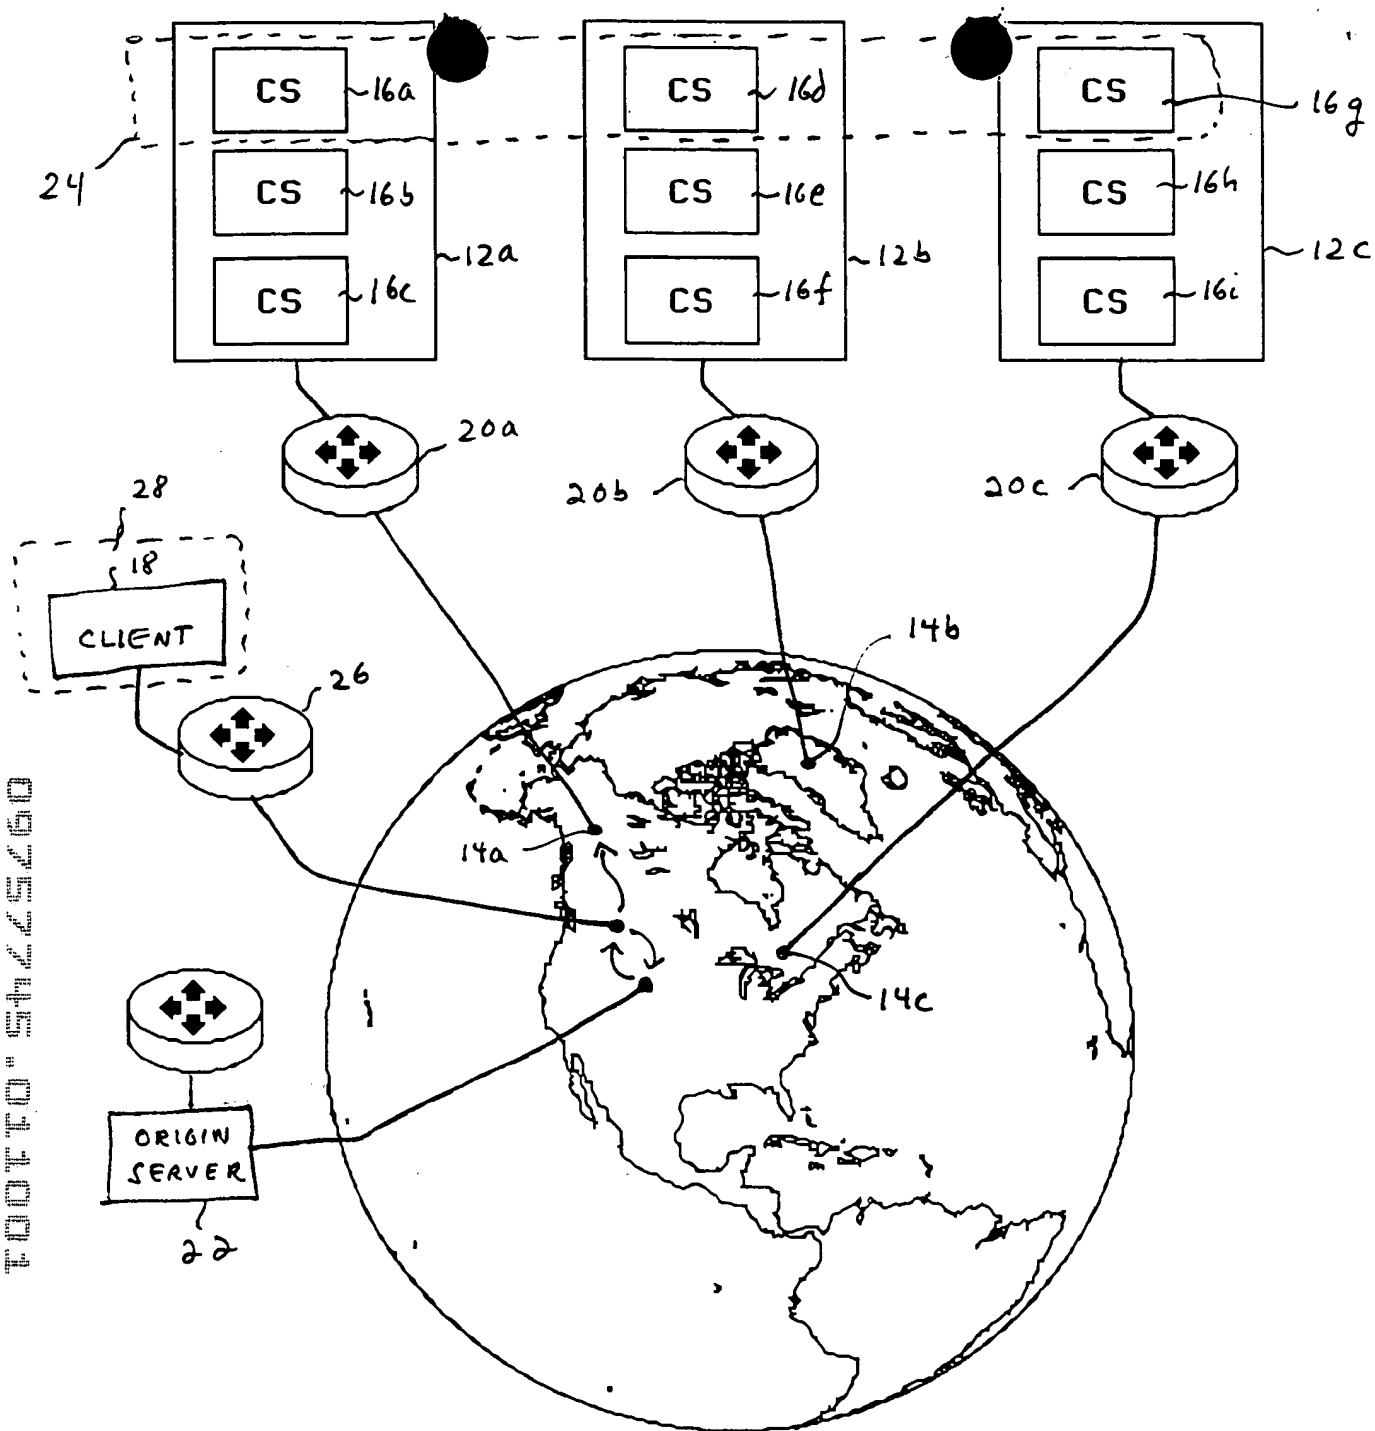 CS 16a
CS 16d
CS 16g
24
CS 16b
CS 16e
CS 16h
12a
12b
12c
CS 16c
CS 16f
CS 16i
20a
20b
20c
28
18
CLIENT
14b
26
14a
14c
ORIGIN
SERVER
22